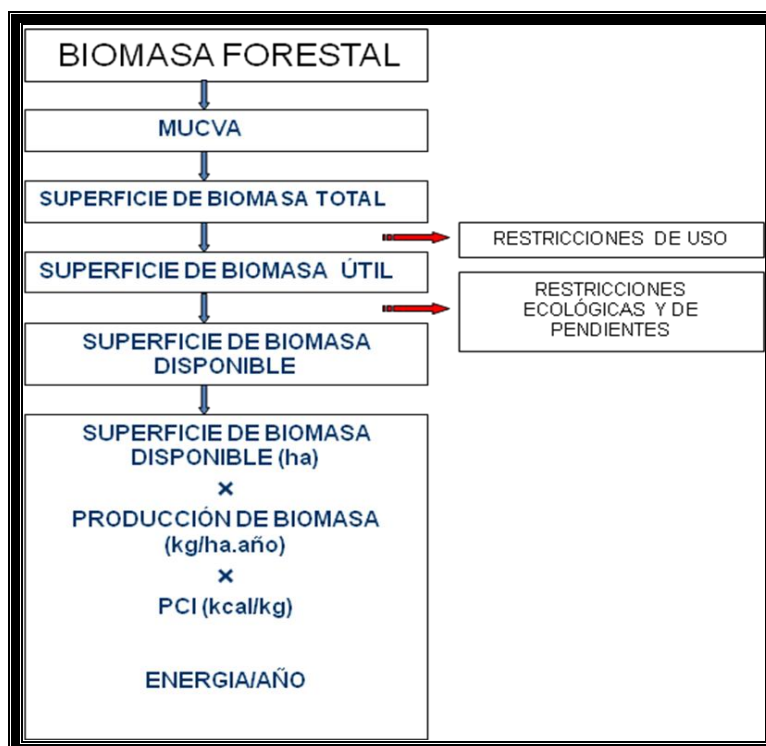 BIOMASA FORESTAL
MUCVA
SUPERFICIE DE BIOMASA TOTAL
RESTRICCIONES DE USO
SUPERFICIE DE BIOMASA ÚTIL
RESTRICCIONES
ECOLÓGICAS Y DE
PENDIENTES
SUPERFICIE DE BIOMASA
DISPONIBLE
SUPERFICIE DE BIOMASA
DISPONIBLE (ha)
×
PRODUCCIÓN DE BIOMASA
(kg/ha.año)
×
PCI (kcal/kg)
ENERGIA/AÑO